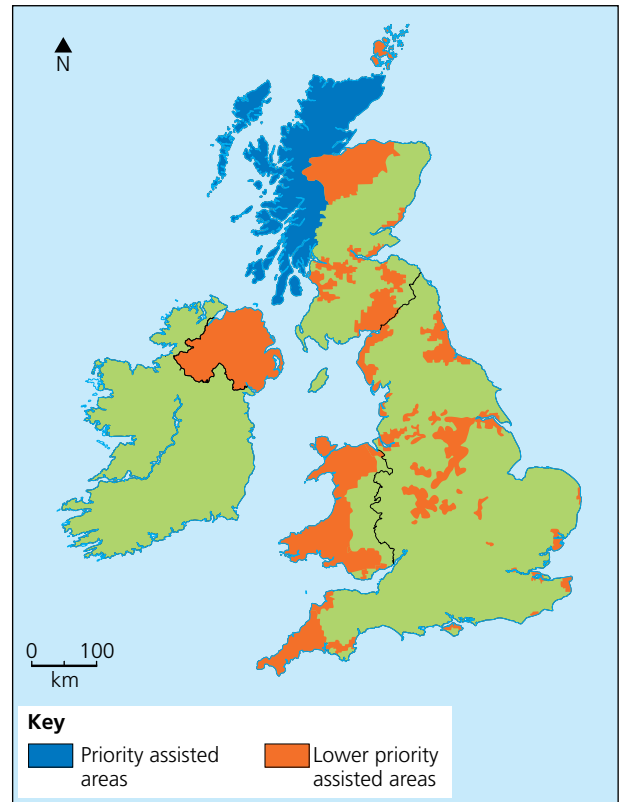 N
0 100
km
Key
Priority assisted
areas
Lower priority
assisted areas